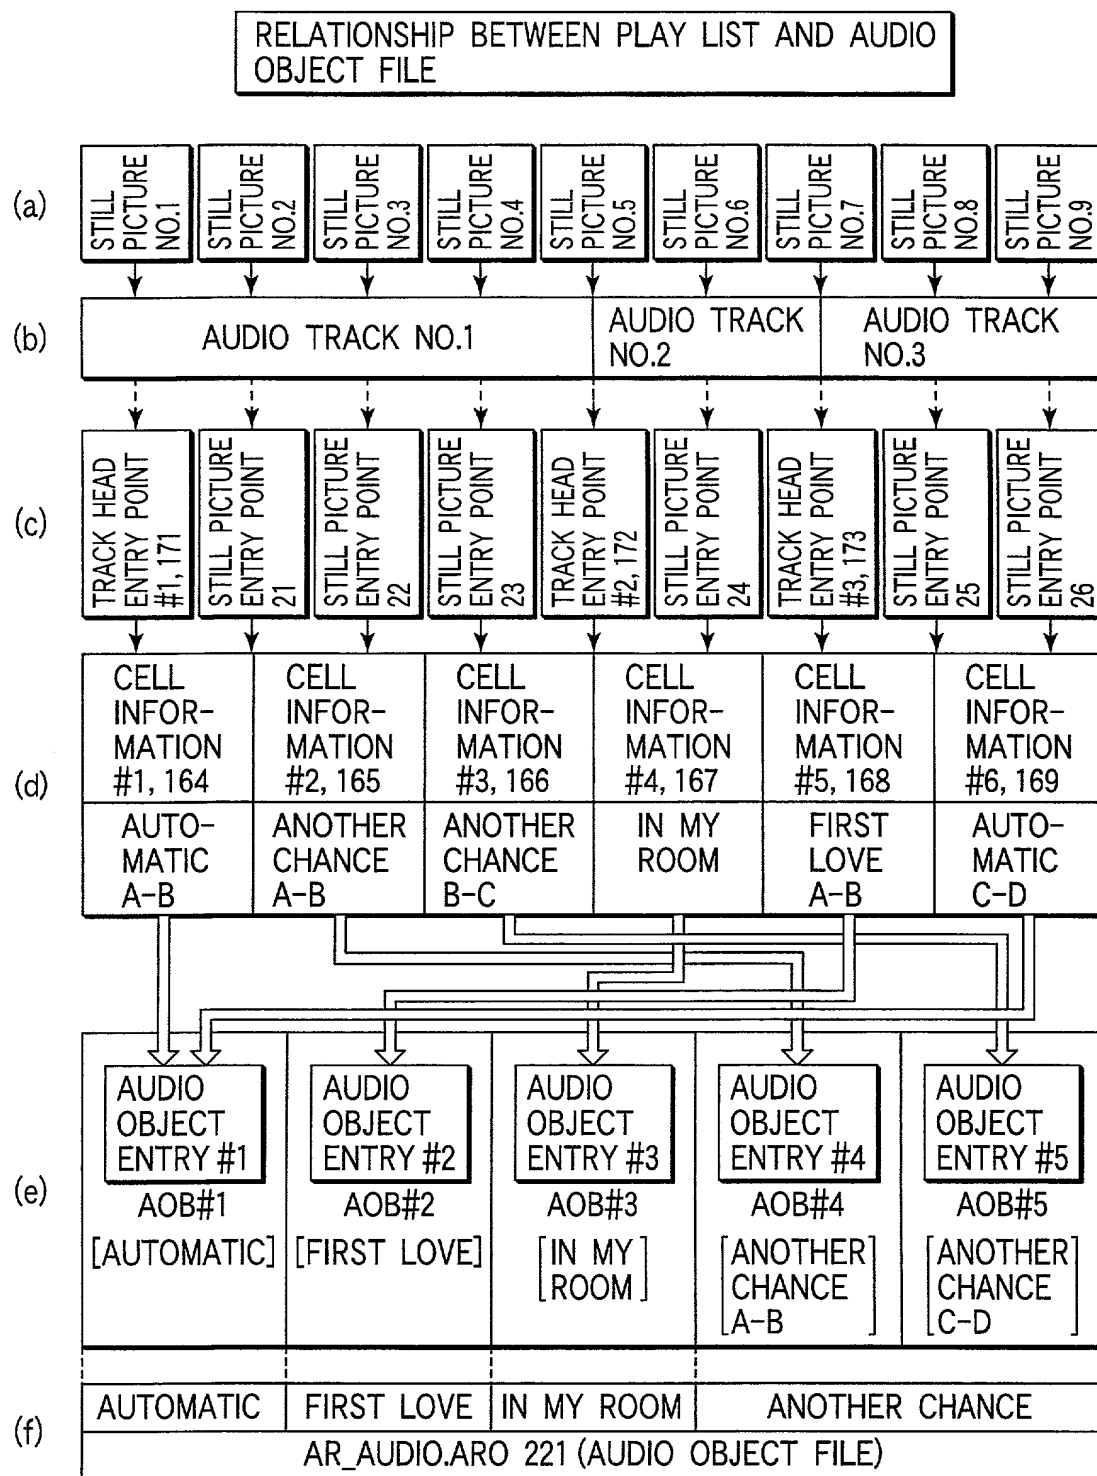 RELATIONSHIP BETWEEN PLAY LIST AND AUDIO
OBJECT FILE
(a)
STILL
PICTURE
NO.1
STILL
PICTURE
NO.2
STILL
PICTURE
NO.3
STILL
PICTURE
NO.4
STILL
PICTURE
NO.5
STILL
PICTURE
NO.6
STILL
PICTURE
NO.7
STILL
PICTURE
NO.8
STILL
PICTURE
NO.9
(b)
AUDIO TRACK NO.1
AUDIO TRACK
NO.2
AUDIO TRACK
NO.3
(c)
TRACK HEAD
ENTRY POINT
#1, 171
STILL PICTURE
ENTRY POINT
21
STILL PICTURE
ENTRY POINT
22
STILL PICTURE
ENTRY POINT
23
TRACK HEAD
ENTRY POINT
#2, 172
STILL PICTURE
ENTRY POINT
24
TRACK HEAD
ENTRY POINT
#3, 173
STILL PICTURE
ENTRY POINT
25
STILL PICTURE
ENTRY POINT
26
(d)
CELL
INFOR-
MATION
#1, 164
CELL
INFOR-
MATION
#2, 165
CELL
INFOR-
MATION
#3, 166
CELL
INFOR-
MATION
#4, 167
CELL
INFOR-
MATION
#5, 168
CELL
INFOR-
MATION
#6, 169
AUTO-
MATIC
A-B
ANOTHER
CHANCE
A-B
ANOTHER
CHANCE
B-C
IN MY
ROOM
FIRST
LOVE
A-B
AUTO-
MATIC
C-D
(e)
AUDIO
OBJECT
ENTRY #1
AOB#1
[AUTOMATIC]
AUDIO
OBJECT
ENTRY #2
AOB#2
[FIRST LOVE]
AUDIO
OBJECT
ENTRY #3
AOB#3
[IN MY
ROOM]
AUDIO
OBJECT
ENTRY #4
AOB#4
[ANOTHER
CHANCE
A-B]
AUDIO
OBJECT
ENTRY #5
AOB#5
[ANOTHER
CHANCE
C-D]
(f)
AUTOMATIC
FIRST LOVE
IN MY ROOM
ANOTHER CHANCE
AR_AUDIO.ARO 221 (AUDIO OBJECT FILE)